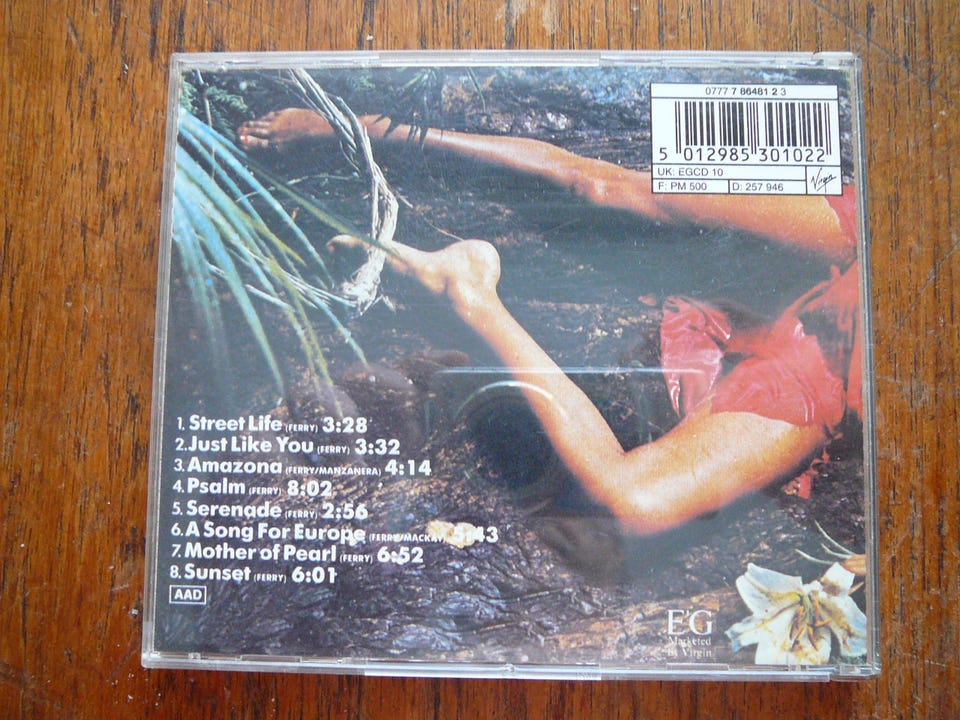 0777 7 86481 2 3
5 012985 301022
UK: EGCD 10
F: PM 500 D: 257 946
Virgin
1. Street Life (FERRY) 3:28
2. Just Like You (FERRY) 3:32
3. Amazona (FERRY/MANZANERA) 4:14
4. Psalm (FERRY) 8:02
5. Serenade (FERRY) 2:56
6. A Song For Europe (FERRY/MACKAY) 5:43
7. Mother of Pearl (FERRY) 6:52
8. Sunset (FERRY) 6:01
AAD
E'G
Marketed
by Virgin